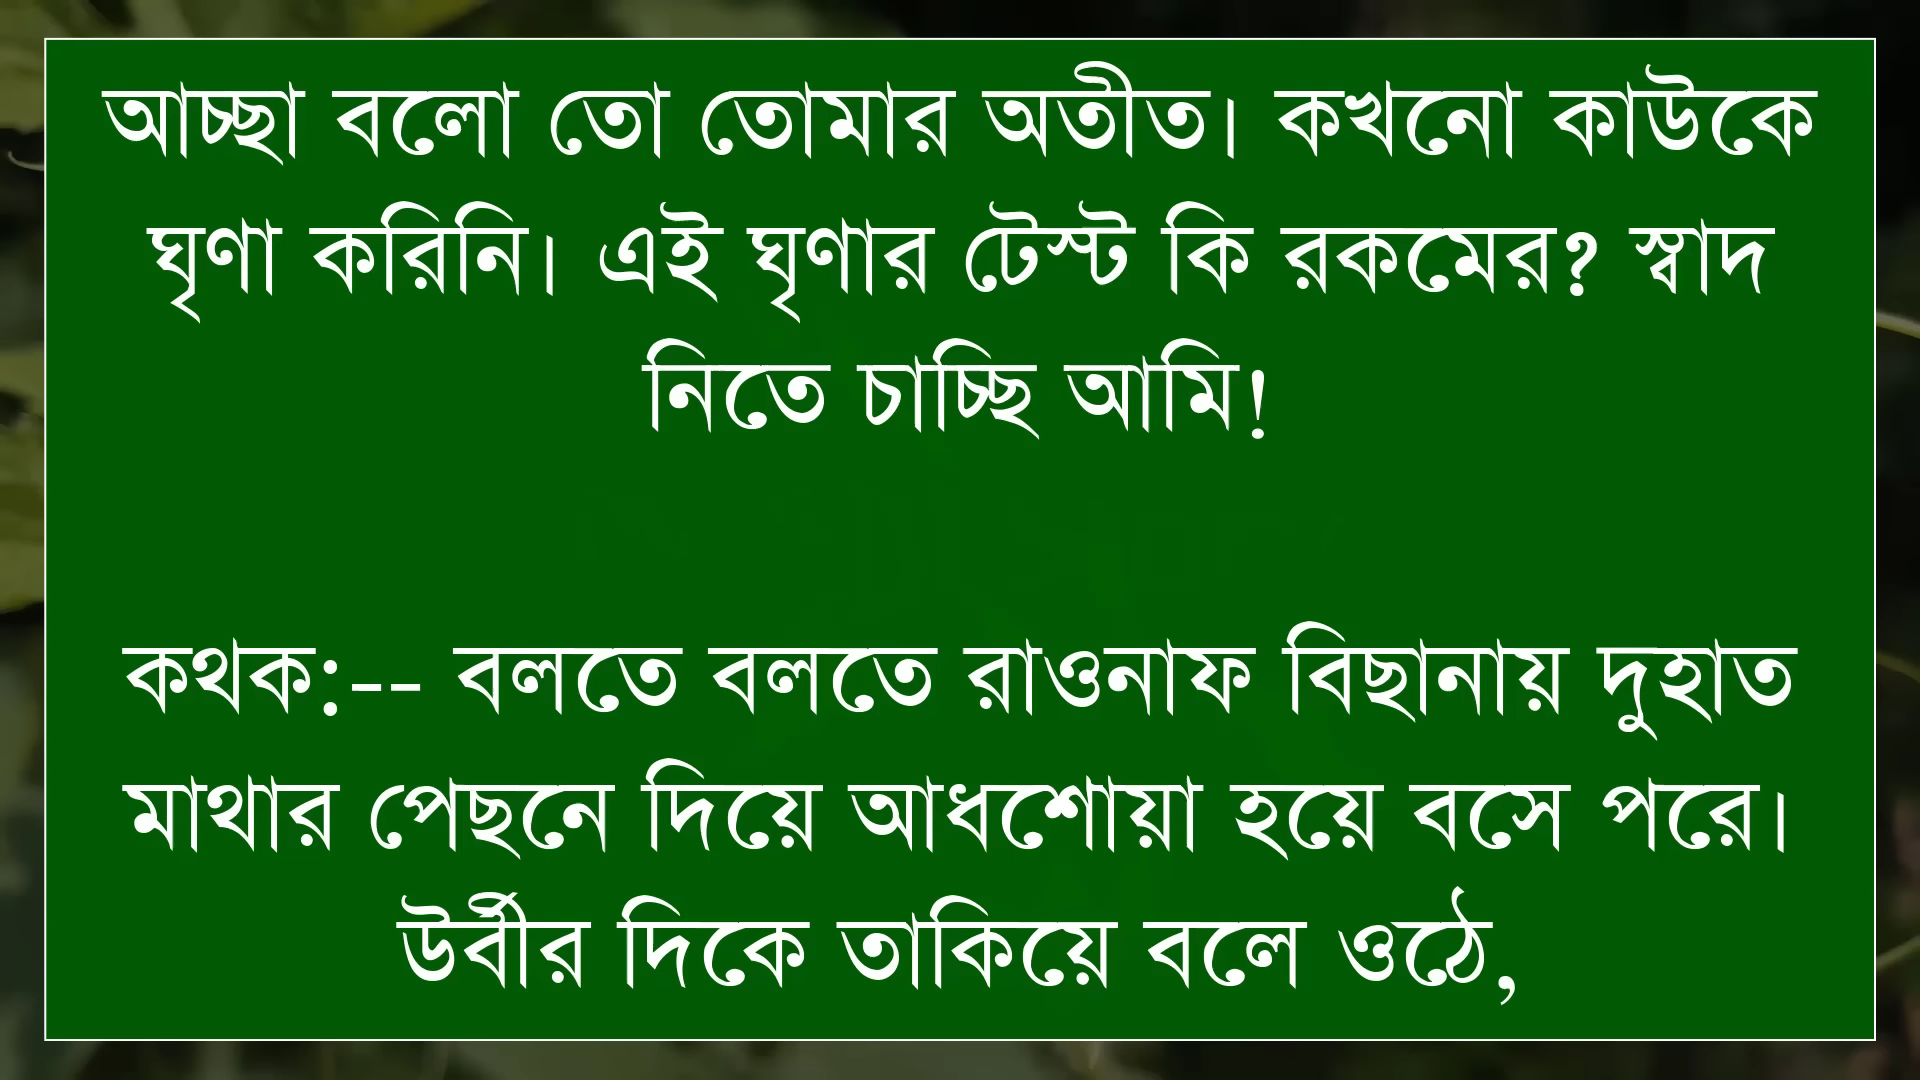 আচ্ছা বলো তো তোমার অতীত। কখনো কাউকে
ঘৃণা করিনি। এই ঘৃণার টেস্ট কি রকমের? স্বাদ
নিতে চাচ্ছি আমি!
কথক:-- বলতে বলতে রাওনাফ বিছানায় দুহাত
মাথার পেছনে দিয়ে আধশোয়া হয়ে বসে পরে।
উর্বীর দিকে তাকিয়ে বলে ওঠে,